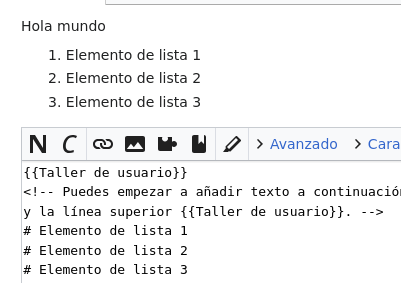 Hola mundo
1. Elemento de lista 1
2. Elemento de lista 2
3. Elemento de lista 3
N C Avanzado Cara
{{Taller de usuario}}
<!-- Puedes empezar a añadir texto a continuación
y la línea superior {{Taller de usuario}}. -->
# Elemento de lista 1
# Elemento de lista 2
# Elemento de lista 3